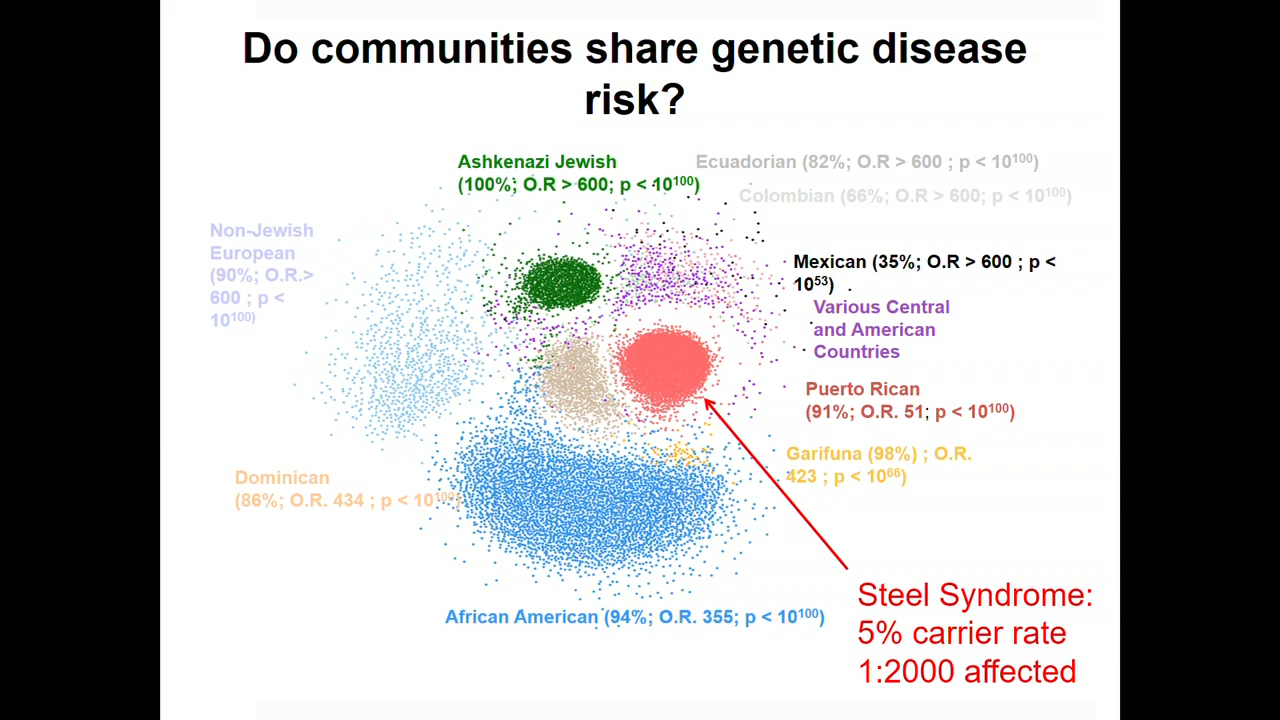 Do communities share genetic disease
risk?
Ashkenazi Jewish
(100%; O.R > 600; p < 10¹⁰⁰)
Ecuadorian (82%; O.R > 600 ; p < 10¹⁰⁰)
Colombian (66%; O.R > 600; p < 10¹⁰⁰)
Non-Jewish
European
(90%; O.R.>
600 ; p <
10¹⁰⁰)
Mexican (35%; O.R > 600 ; p <
10⁵³)
Various Central
and American
Countries
Puerto Rican
(91%; O.R. 51; p < 10¹⁰⁰)
Garifuna (98%) ; O.R.
423 ; p < 10⁶⁶)
Dominican
(86%; O.R. 434 ; p < 10¹⁰⁰)
African American (94%; O.R. 355; p < 10¹⁰⁰)
Steel Syndrome:
5% carrier rate
1:2000 affected